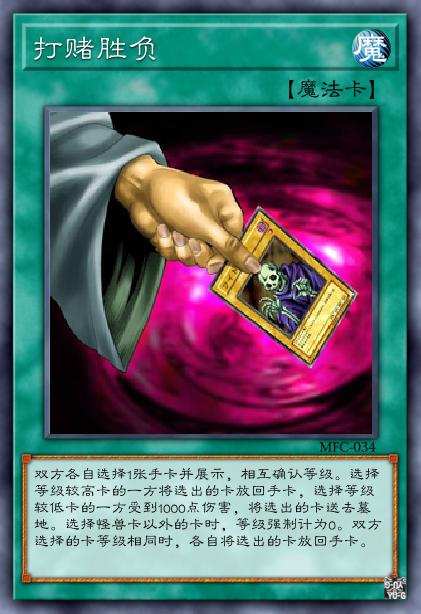 打赌胜负
魔
【魔法卡】
MFC-034
双方各自选择1张手卡并展示，相互确认等级。选择
等级较高卡的一方将选出的卡放回手卡，选择等级
较低卡的一方受到1000点伤害，将选出的卡送去墓
地。选择怪兽卡以外的卡时，等级强制计为0。双方
选择的卡等级相同时，各自将选出的卡放回手卡。